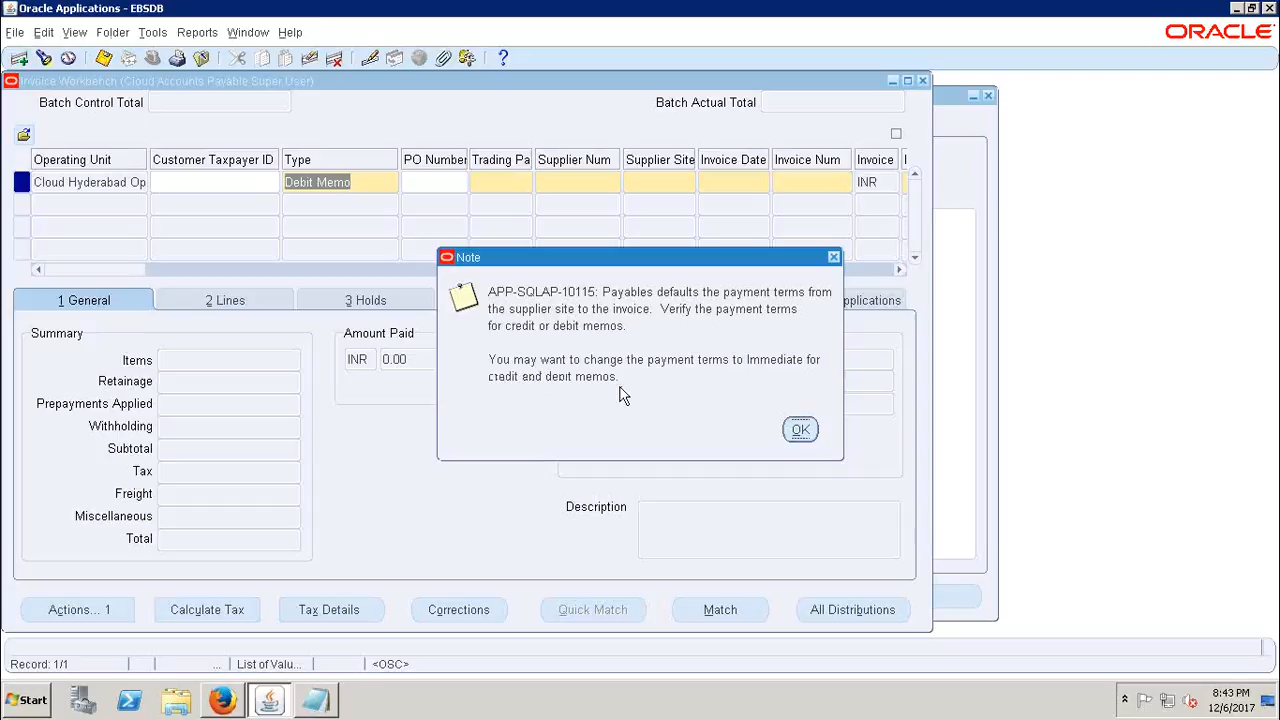 Oracle Applications - EBSDB
File Edit View Folder Tools Reports Window Help
ORACLE
Invoice Workbench (Cloud Accounts Payable Super User)
Batch Control Total
Batch Actual Total
Operating Unit Customer Taxpayer ID Type PO Number Trading Pa Supplier Num Supplier Site Invoice Date Invoice Num Invoice
Cloud Hyderabad Op Debit Memo INR
Note
APP-SQLAP-10115: Payables defaults the payment terms from
the supplier site to the invoice. Verify the payment terms
for credit or debit memos.
You may want to change the payment terms to Immediate for
credit and debit memos.
OK
1 General 2 Lines 3 Holds pplications
Summary
Items
Retainage
Prepayments Applied
Withholding
Subtotal
Tax
Freight
Miscellaneous
Total
Amount Paid
INR 0.00
Description
Actions... 1 Calculate Tax Tax Details Corrections Quick Match Match All Distributions
Record: 1/1 ... List of Valu... <OSC>
Start
8:43 PM
12/6/2017